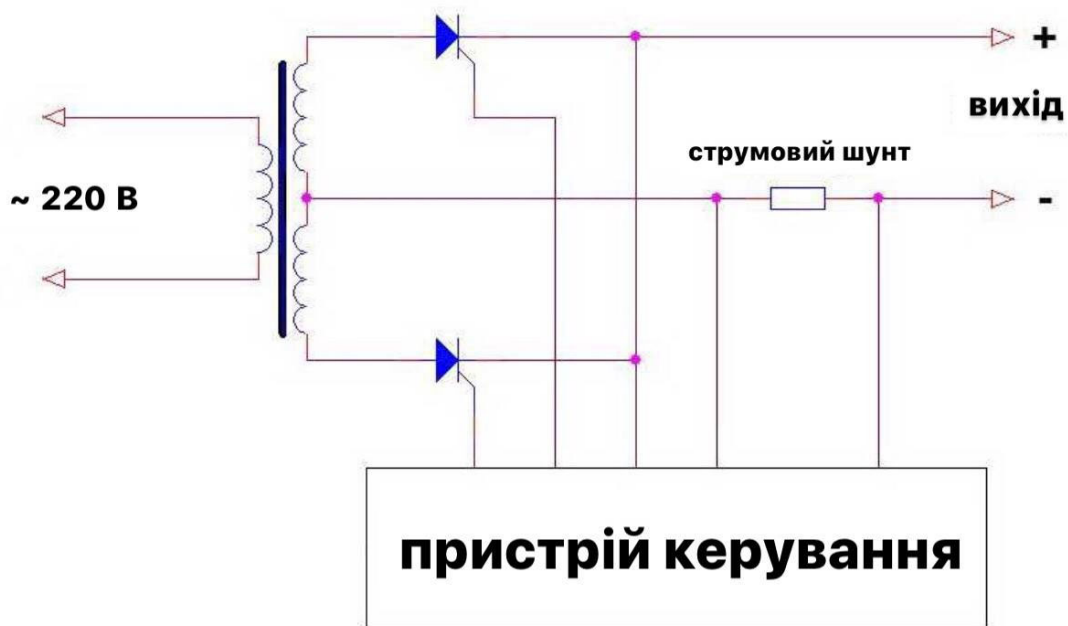 +
вихід
струмовий шунт
~ 220 В
-
пристрій керування